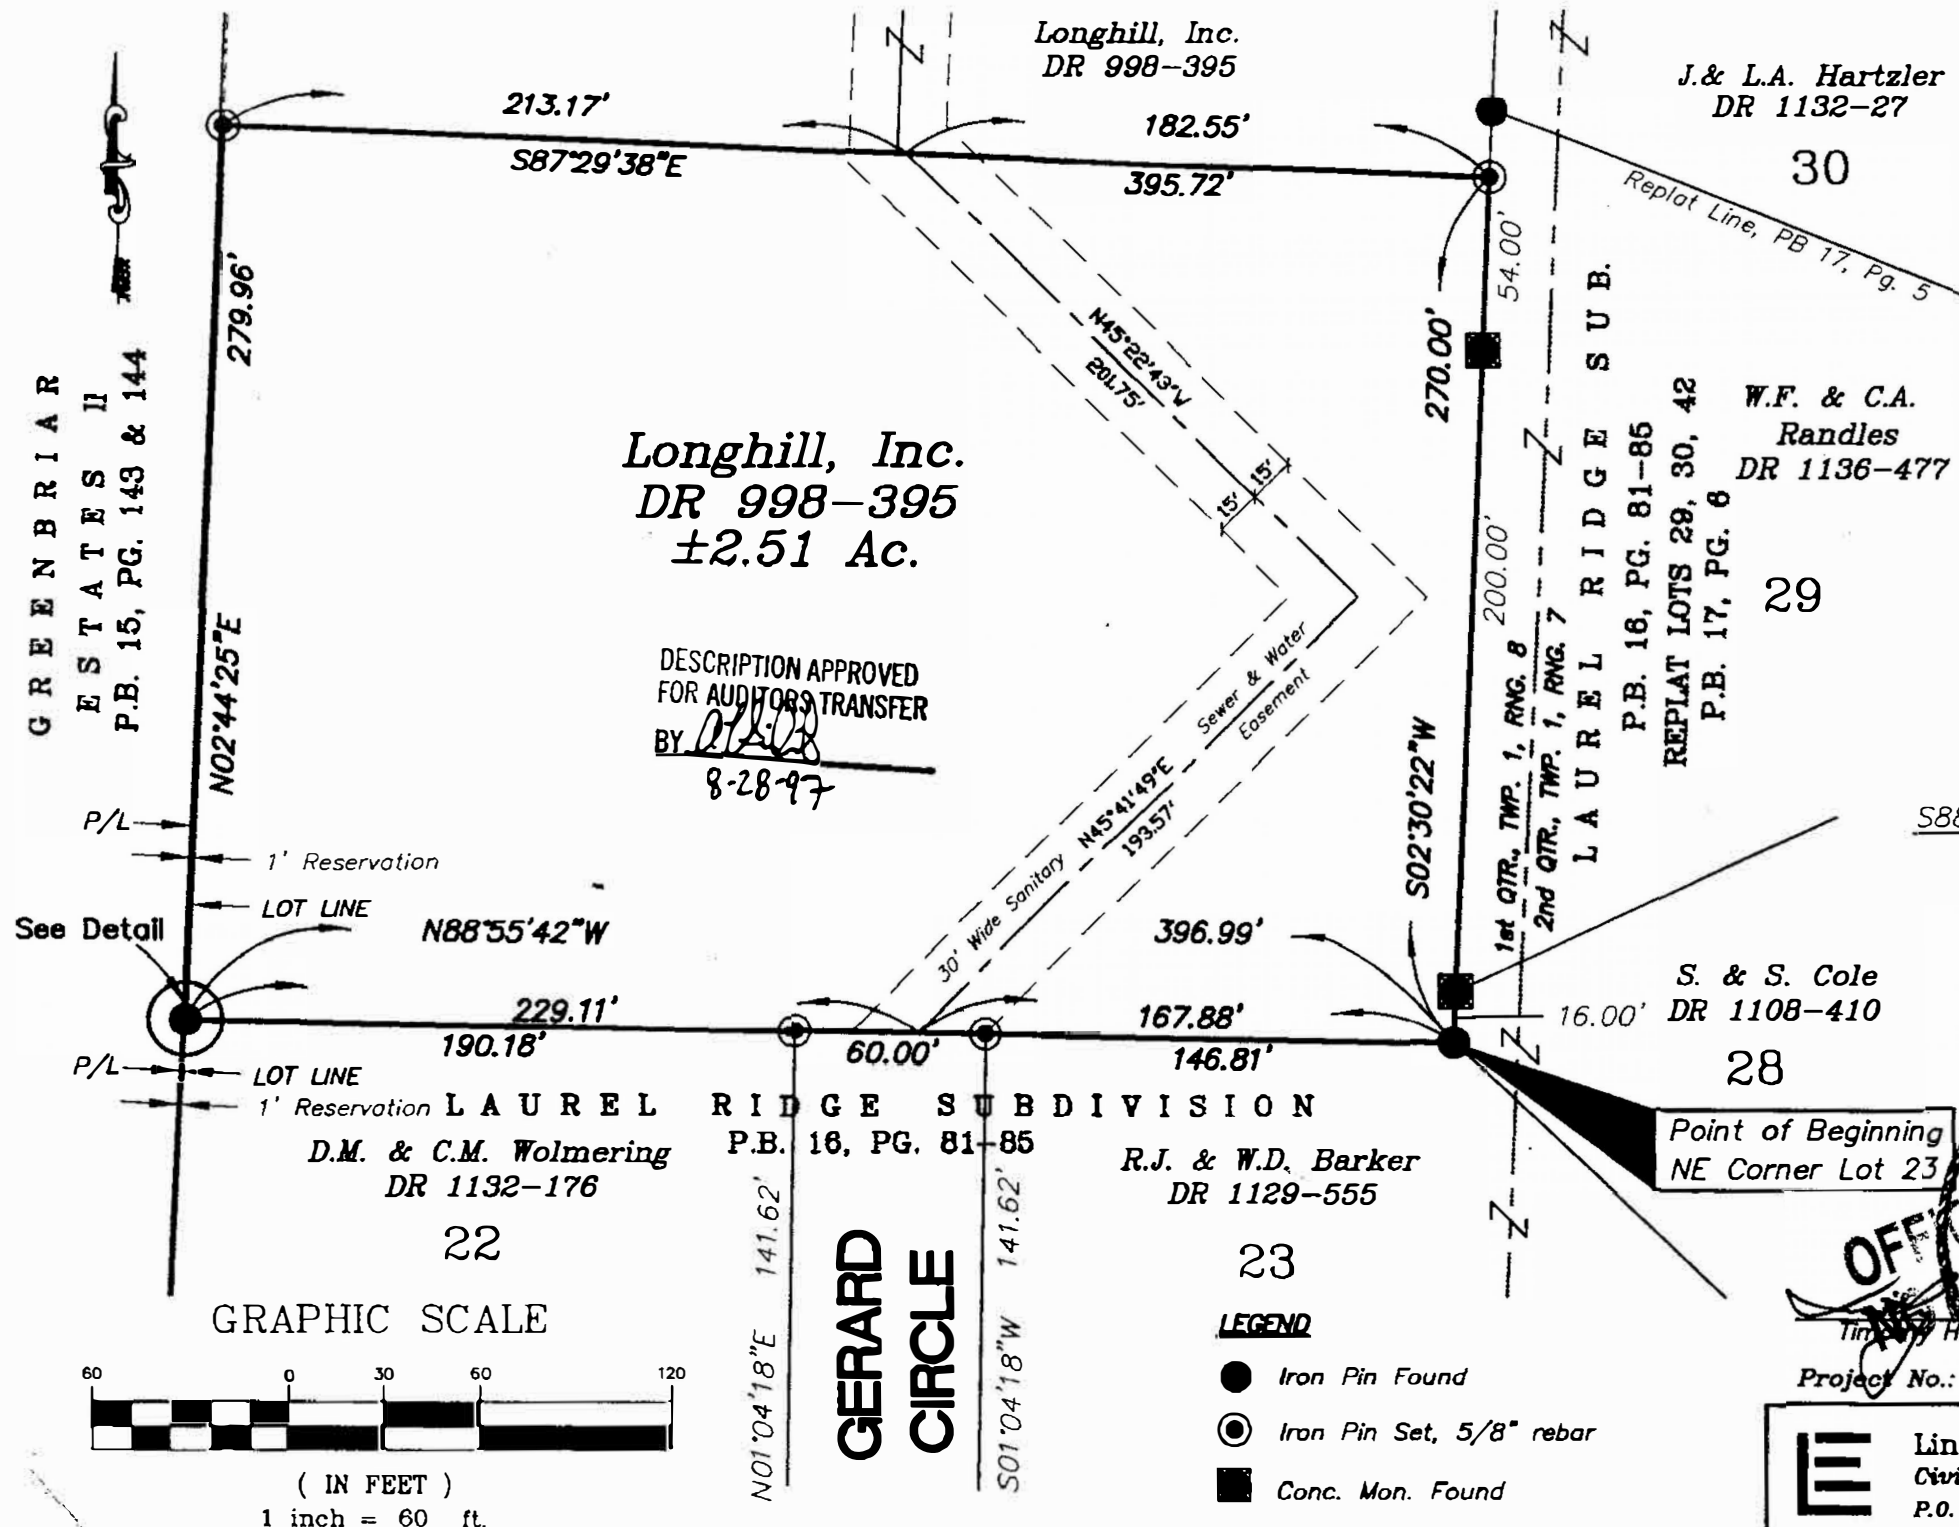 Longhill, Inc.
DR 998-395
J.& L.A. Hartzler
DR 1132-27
30
213.17'
S87°29'38"E
182.55'
395.72'
Replat Line, PB 17, Pg. 5
279.96'
N02°44'25"E
GREENBRIAR
ESTATES II
P.B. 15, PG. 143 & 144
N45°22'43"W
201.75'
15'
15'
54.00'
270.00'
200.00'
S02°30'22"W
1st QTR., TWP. 1, RNG. 8
2nd QTR., TWP. 1, RNG. 7
LAUREL RIDGE SUB.
P.B. 16, PG. 81-85
REPLAT LOTS 29, 30, 42
P.B. 17, PG. 6
W.F. & C.A.
Randles
DR 1136-477
29
Longhill, Inc.
DR 998-395
±2.51 Ac.
DESCRIPTION APPROVED
FOR AUDITORS TRANSFER
BY
8-28-97
30' Wide Sanitary Sewer & Water
Easement
N45°41'49"E
193.57'
P/L
1' Reservation
LOT LINE
See Detail
N88°55'42"W
396.99'
229.11'
190.18'
60.00'
167.88'
146.81'
16.00'
S88
S. & S. Cole
DR 1108-410
28
P/L
LOT LINE
1' Reservation
LAUREL RIDGE SUBDIVISION
P.B. 16, PG. 81-85
D.M. & C.M. Wolmering
DR 1132-176
22
R.J. & W.D. Barker
DR 1129-555
23
Point of Beginning
NE Corner Lot 23
N01°04'18"E 141.62'
GERARD
CIRCLE
S01°04'18"W 141.62'
GRAPHIC SCALE
60 0 30 60 120
( IN FEET )
1 inch = 60 ft.
LEGEND
Iron Pin Found
Iron Pin Set, 5/8" rebar
Conc. Mon. Found
Project No.:
Lin
Civi
P.O.